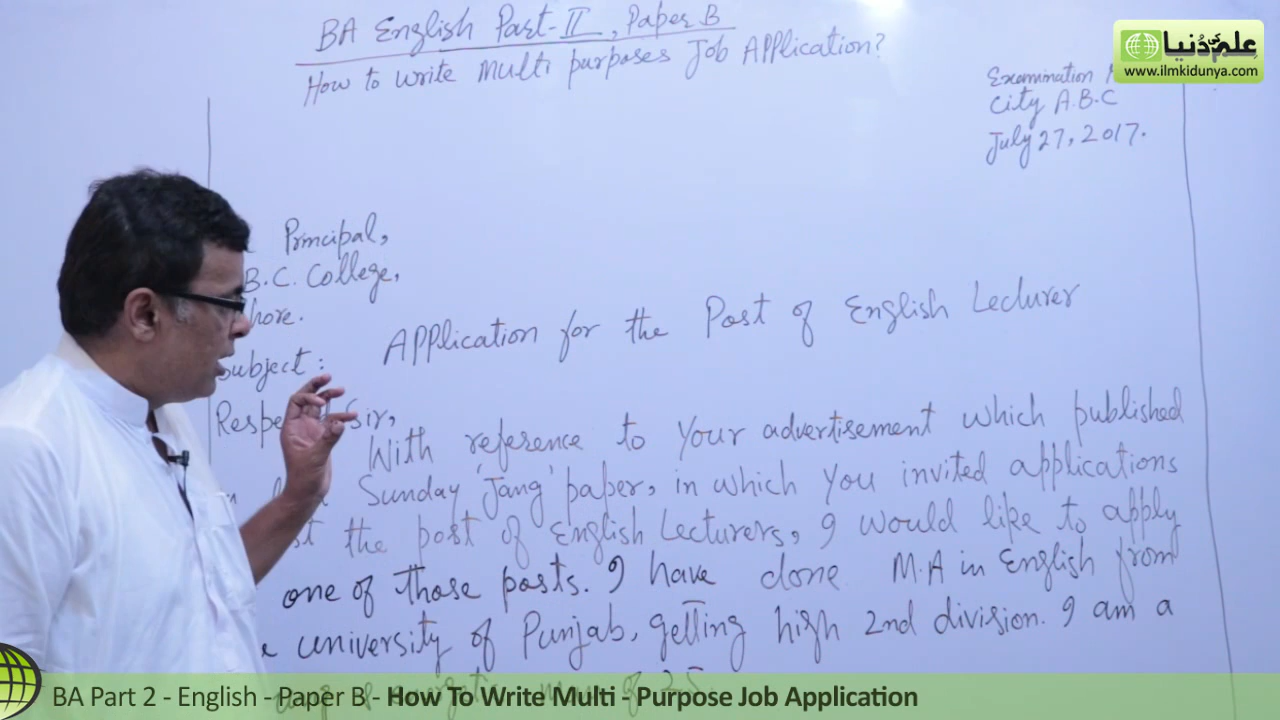 BA English Part-II, Paper B
How to write Multi purposes Job Application?
علم کی دُنیا
www.ilmkidunya.com
Examination
City A.B.C
July 27, 2017.
Principal,
B.C. College,
hore.
Subject: Application for the Post of English Lecturer
Sir,
With reference to your advertisement which published
Sunday 'Jang' paper, in which you invited applications
the post of English Lecturers, I would like to apply
one of those posts. I have done M.A in English from
university of Punjab, getting high 2nd division. I am a
BA Part 2 - English - Paper B - How To Write Multi - Purpose Job Application